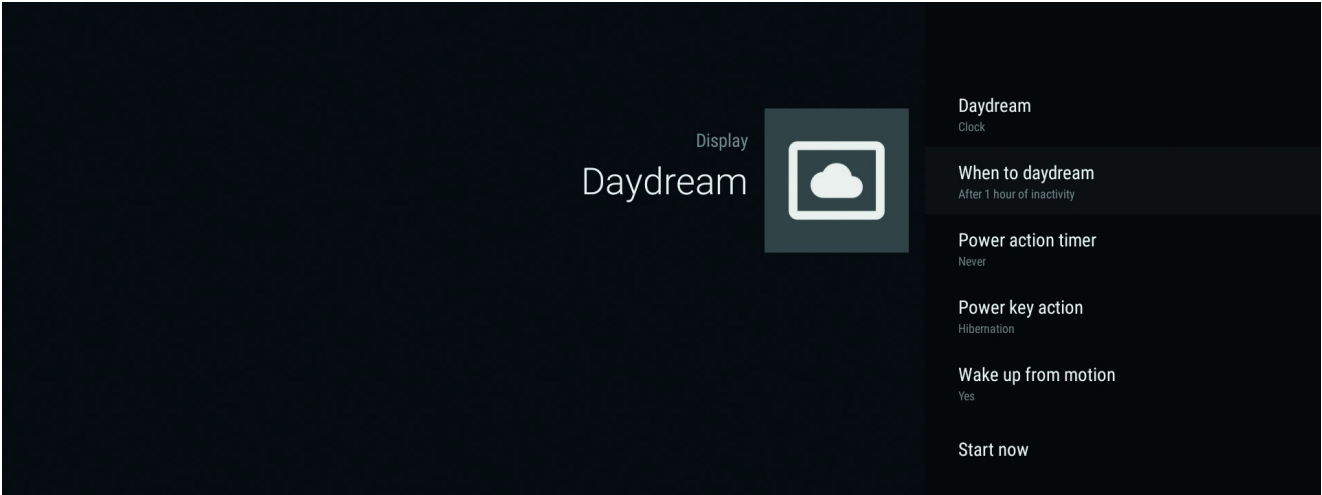 Display
Daydream
Daydream
Clock
When to daydream
After 1 hour of inactivity
Power action timer
Never
Power key action
Hibernation
Wake up from motion
Yes
Start now